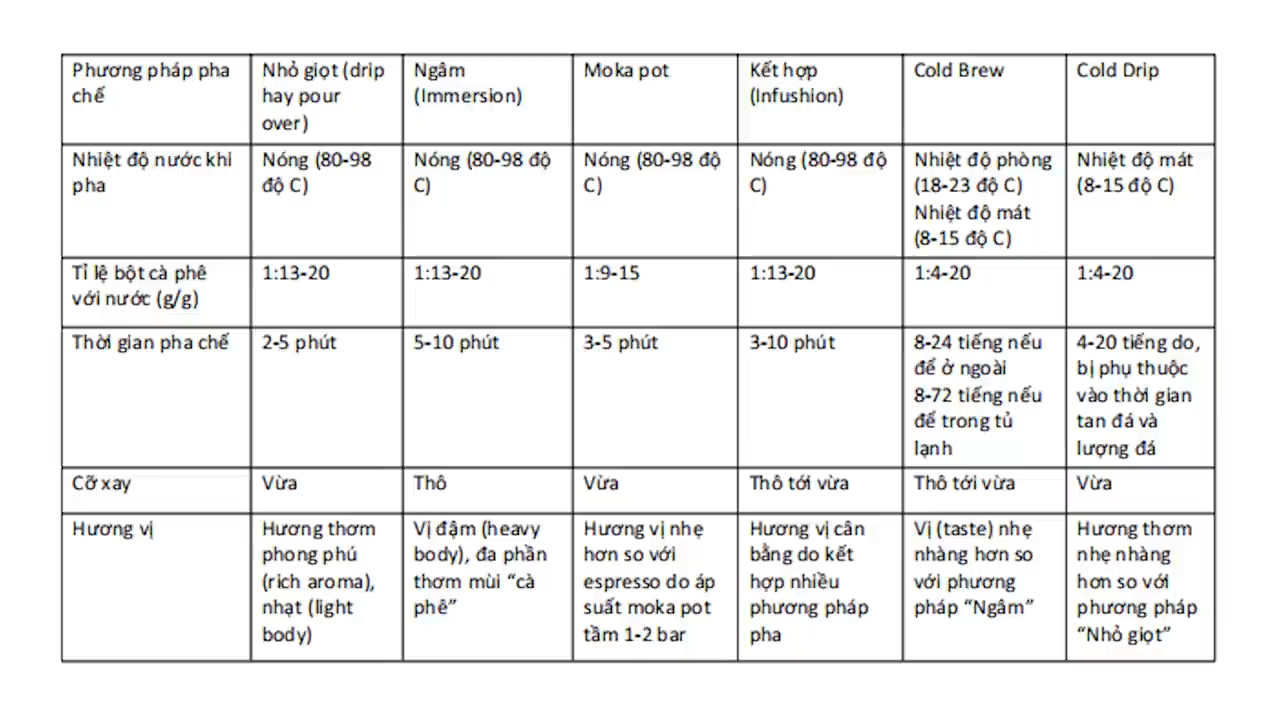 Phương pháp pha
chế
Nhỏ giọt (drip
hay pour
over)
Ngâm
(Immersion)
Moka pot
Kết hợp
(Infushion)
Cold Brew
Cold Drip
Nhiệt độ nước khi
pha
Nóng (80-98
độ C)
Nóng (80-98 độ
C)
Nóng (80-98 độ
C)
Nóng (80-98 độ
C)
Nhiệt độ phòng
(18-23 độ C)
Nhiệt độ mát
(8-15 độ C)
Nhiệt độ mát
(8-15 độ C)
Tỉ lệ bột cà phê
với nước (g/g)
1:13-20
1:13-20
1:9-15
1:13-20
1:4-20
1:4-20
Thời gian pha chế
2-5 phút
5-10 phút
3-5 phút
3-10 phút
8-24 tiếng nếu
để ở ngoài
8-72 tiếng nếu
để trong tủ
lạnh
4-20 tiếng do,
bị phụ thuộc
vào thời gian
tan đá và
lượng đá
Cỡ xay
Vừa
Thô
Vừa
Thô tới vừa
Thô tới vừa
Vừa
Hương vị
Hương thơm
phong phú
(rich aroma),
nhạt (light
body)
Vị đậm (heavy
body), đa phần
thơm mùi “cà
phê”
Hương vị nhẹ
hơn so với
espresso do áp
suất moka pot
tầm 1-2 bar
Hương vị cân
bằng do kết
hợp nhiều
phương pháp
pha
Vị (taste) nhẹ
nhàng hơn so
với phương
pháp “Ngâm”
Hương thơm
nhẹ nhàng
hơn so với
phương pháp
“Nhỏ giọt”